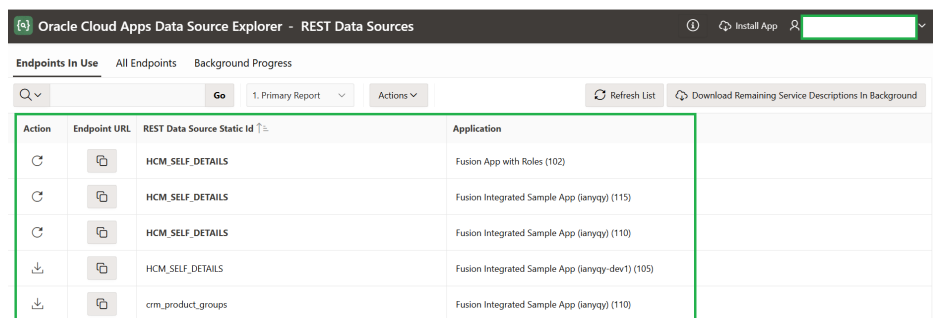 Oracle Cloud Apps Data Source Explorer - REST Data Sources Install App
Endpoints In Use All Endpoints Background Progress
Go 1. Primary Report Actions Refresh List Download Remaining Service Descriptions In Background
Action Endpoint URL REST Data Source Static Id Application
HCM_SELF_DETAILS Fusion App with Roles (102)
HCM_SELF_DETAILS Fusion Integrated Sample App (ianyqy) (115)
HCM_SELF_DETAILS Fusion Integrated Sample App (ianyqy) (110)
HCM_SELF_DETAILS Fusion Integrated Sample App (ianyqy-dev1) (105)
crm_product_groups Fusion Integrated Sample App (ianyqy) (110)